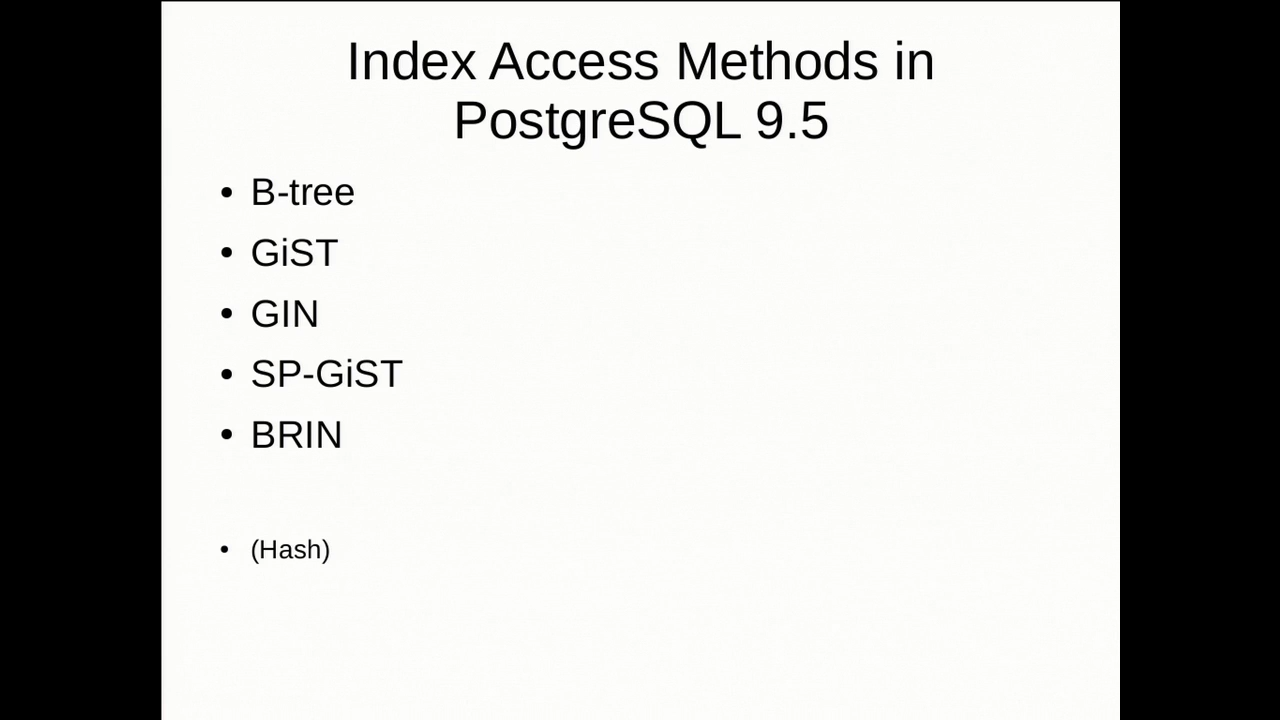 Index Access Methods in
PostgreSQL 9.5
• B-tree
• GiST
• GIN
• SP-GiST
• BRIN
• (Hash)